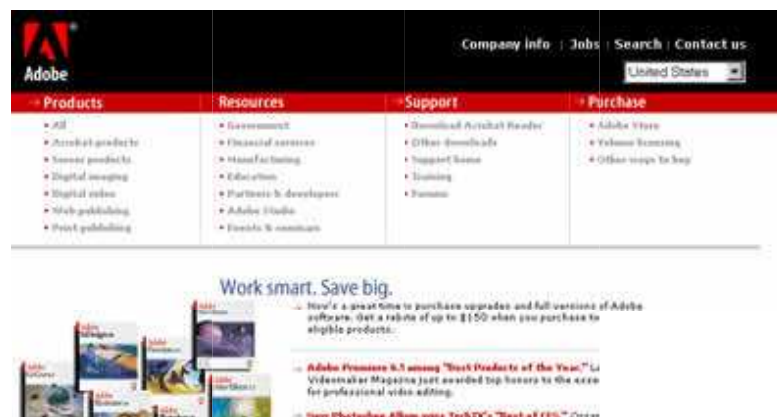 Company info | Jobs | Search | Contact us
Adobe
United States
Products
All
Acrobat products
Server products
Digital imaging
Digital video
Web publishing
Print publishing
Resources
Government
Financial services
Manufacturing
Education
Partners & developers
Adobe Studio
Events & seminars
Support
Download Acrobat Reader
Other downloads
Support home
Training
Forums
Purchase
Adobe Store
Volume licensing
Other ways to buy
Work smart. Save big.
Now's a great time to purchase upgrades and full versions of Adobe
software. Get a rebate of up to $150 when you purchase
eligible products.
Adobe Premiere 6.1 among "Best Products of the Year."
Videomaker Magazine just awarded top honors to the
for professional video editing.